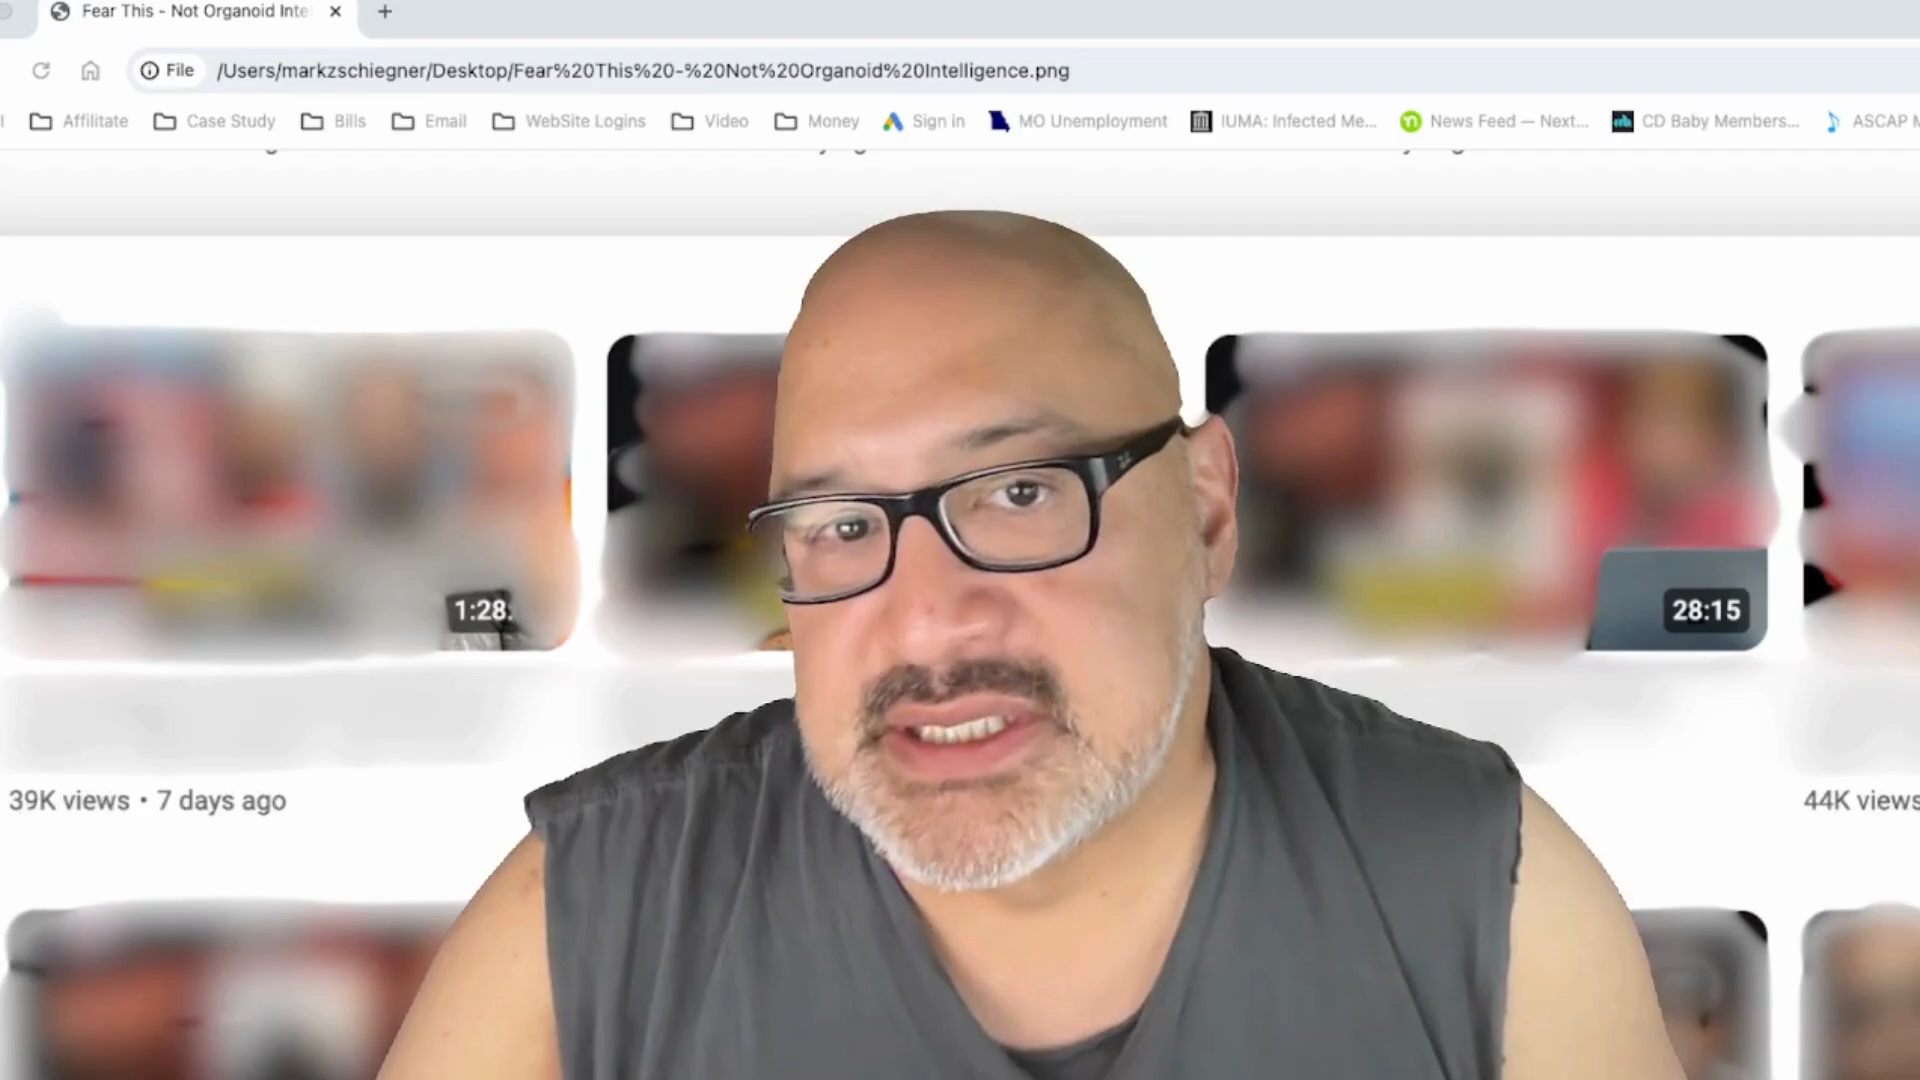 Fear This - Not Organoid Inte
File /Users/markzschiegner/Desktop/Fear%20This%20-%20Not%20Organoid%20Intelligence.png
Affilitate Case Study Bills Email WebSite Logins Video Money Sign in MO Unemployment IUMA: Infected Me... News Feed — Next... CD Baby Members... ASCAP M
1:28:
28:15
39K views • 7 days ago
44K views